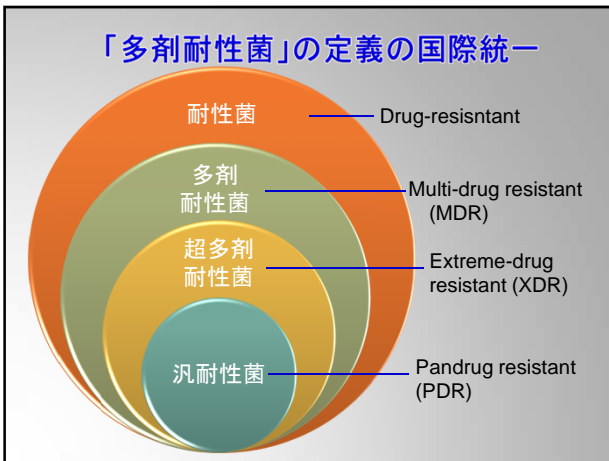 「多剤耐性菌」の定義の国際統一
耐性菌
Drug-resisntant
多剤
耐性菌
Multi-drug resistant
(MDR)
超多剤
耐性菌
Extreme-drug
resistant (XDR)
汎耐性菌
Pandrug resistant
(PDR)